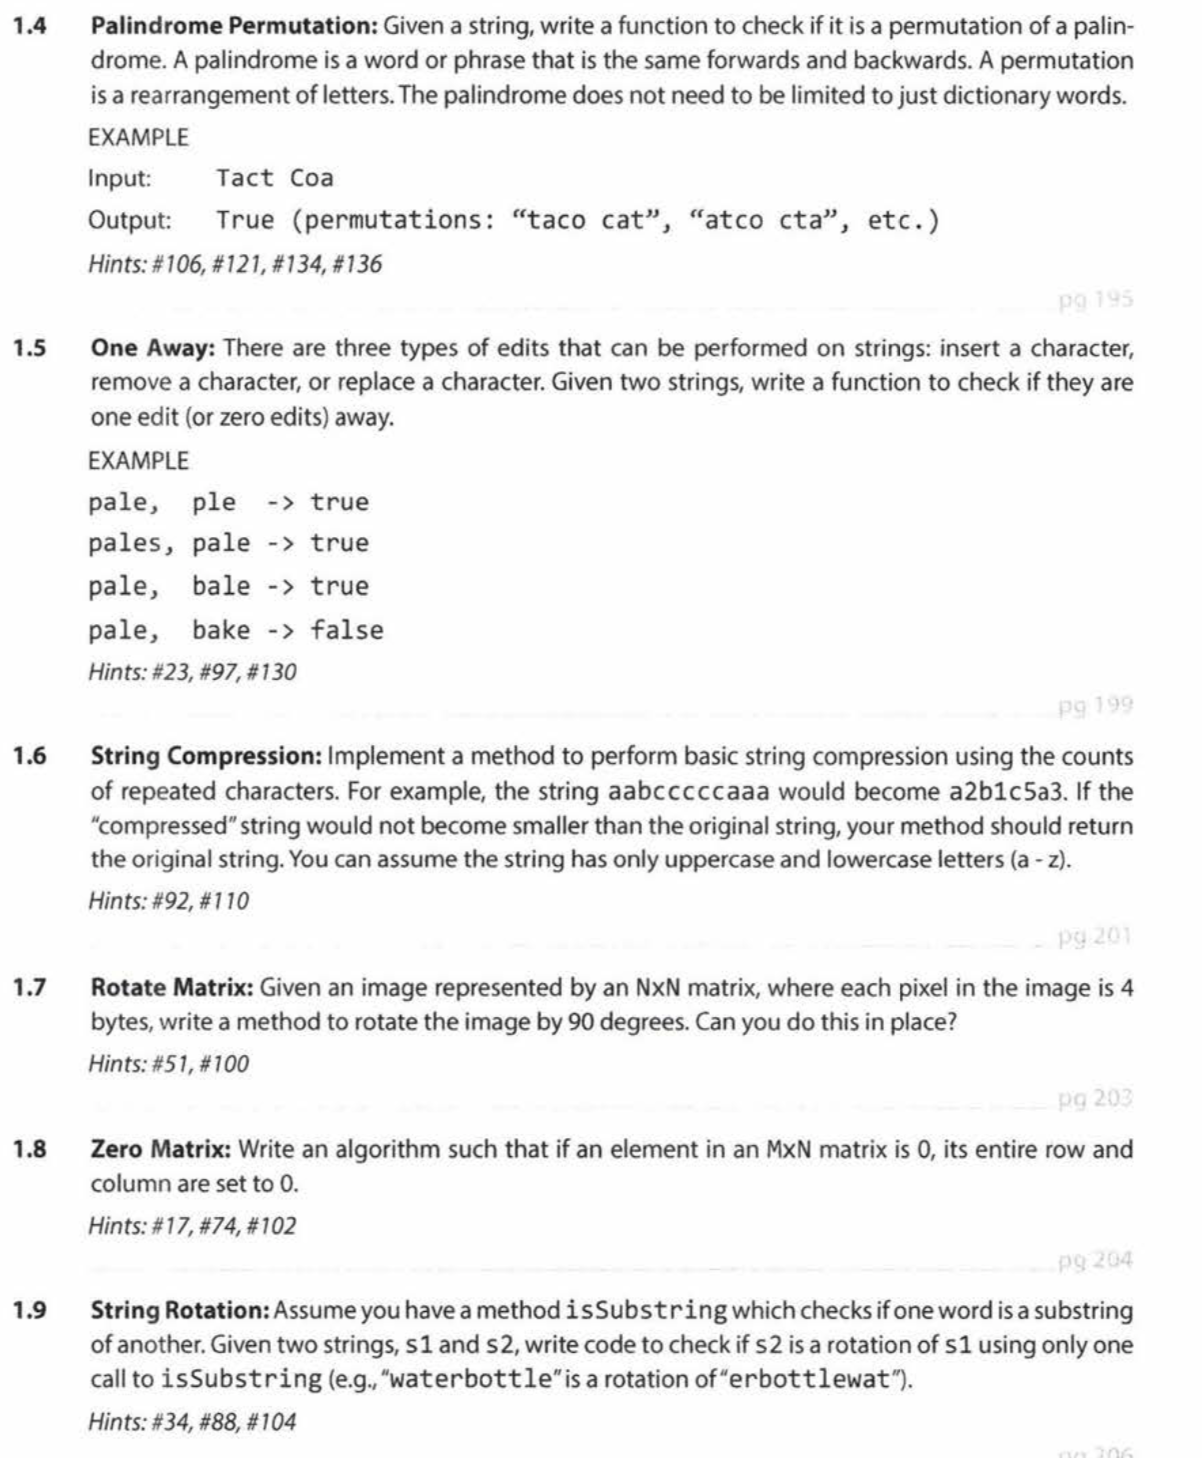 1.4 Palindrome Permutation: Given a string, write a function to check if it is a permutation of a palin-
drome. A palindrome is a word or phrase that is the same forwards and backwards. A permutation
is a rearrangement of letters. The palindrome does not need to be limited to just dictionary words.
EXAMPLE
Input: Tact Coa
Output: True (permutations: “taco cat”, “atco cta”, etc.)
Hints: #106, #121, #134, #136
pg 195
1.5 One Away: There are three types of edits that can be performed on strings: insert a character,
remove a character, or replace a character. Given two strings, write a function to check if they are
one edit (or zero edits) away.
EXAMPLE
pale, ple -> true
pales, pale -> true
pale, bale -> true
pale, bake -> false
Hints: #23, #97, #130
pg 199
1.6 String Compression: Implement a method to perform basic string compression using the counts
of repeated characters. For example, the string aabcccccaaa would become a2b1c5a3. If the
“compressed” string would not become smaller than the original string, your method should return
the original string. You can assume the string has only uppercase and lowercase letters (a - z).
Hints: #92, #110
pg 201
1.7 Rotate Matrix: Given an image represented by an NxN matrix, where each pixel in the image is 4
bytes, write a method to rotate the image by 90 degrees. Can you do this in place?
Hints: #51, #100
pg 203
1.8 Zero Matrix: Write an algorithm such that if an element in an MxN matrix is 0, its entire row and
column are set to 0.
Hints: #17, #74, #102
pg 204
1.9 String Rotation: Assume you have a method isSubstring which checks if one word is a substring
of another. Given two strings, s1 and s2, write code to check if s2 is a rotation of s1 using only one
call to isSubstring (e.g., “waterbottle” is a rotation of “erbottlewat”).
Hints: #34, #88, #104